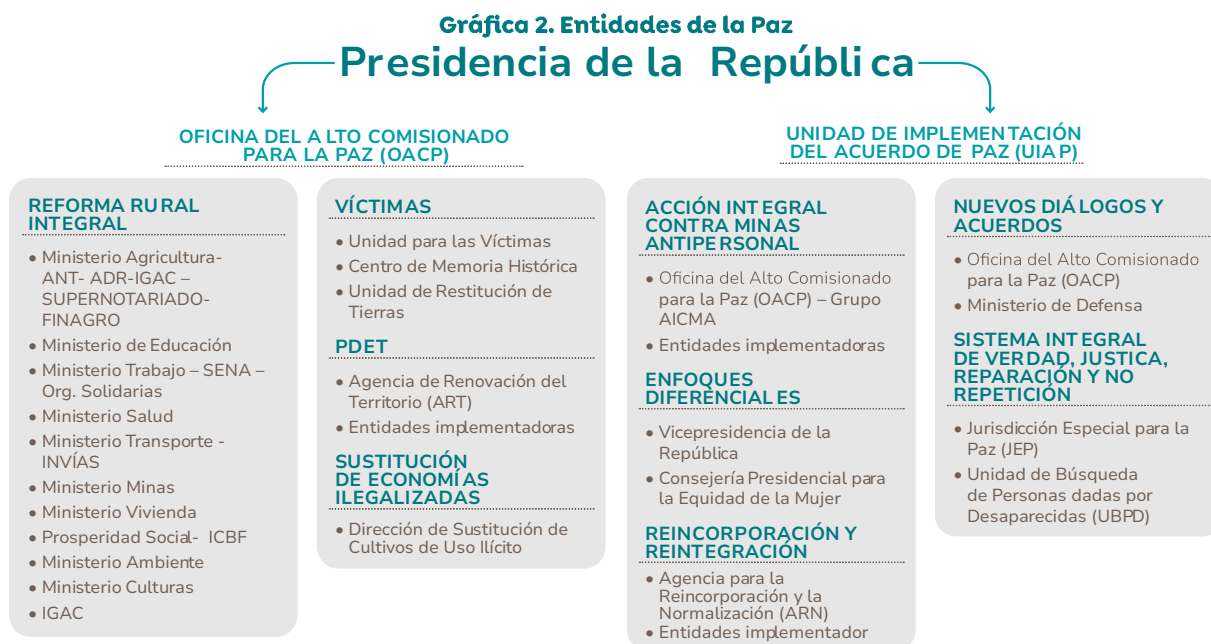 Gráfica 2. Entidades de la Paz
Presidencia de la República
OFICINA DEL ALTO COMISIONADO
PARA LA PAZ (OACP)
UNIDAD DE IMPLEMENTACIÓN
DEL ACUERDO DE PAZ (UIAP)
REFORMA RURAL
INTEGRAL
• Ministerio Agricultura-
ANT- ADR-IGAC –
SUPERNOTARIADO-
FINAGRO
• Ministerio de Educación
• Ministerio Trabajo – SENA –
Org. Solidarias
• Ministerio Salud
• Ministerio Transporte -
INVÍAS
• Ministerio Minas
• Ministerio Vivienda
• Prosperidad Social- ICBF
• Ministerio Ambiente
• Ministerio Culturas
• IGAC
VÍCTIMAS
• Unidad para las Víctimas
• Centro de Memoria Histórica
• Unidad de Restitución de
Tierras
PDET
• Agencia de Renovación del
Territorio (ART)
• Entidades implementadoras
SUSTITUCIÓN
DE ECONOMÍAS
ILEGALIZADAS
• Dirección de Sustitución de
Cultivos de Uso Ilícito
ACCIÓN INTEGRAL
CONTRA MINAS
ANTIPERSONAL
• Oficina del Alto Comisionado
para la Paz (OACP) – Grupo
AICMA
• Entidades implementadoras
ENFOQUES
DIFERENCIALES
• Vicepresidencia de la
República
• Consejería Presidencial para
la Equidad de la Mujer
REINCORPORACIÓN Y
REINTEGRACIÓN
• Agencia para la
Reincorporación y la
Normalización (ARN)
• Entidades implementador
NUEVOS DIÁLOGOS Y
ACUERDOS
• Oficina del Alto Comisionado
para la Paz (OACP)
• Ministerio de Defensa
SISTEMA INTEGRAL
DE VERDAD, JUSTICA,
REPARACIÓN Y NO
REPETICIÓN
• Jurisdicción Especial para la
Paz (JEP)
• Unidad de Búsqueda
de Personas dadas por
Desaparecidas (UBPD)